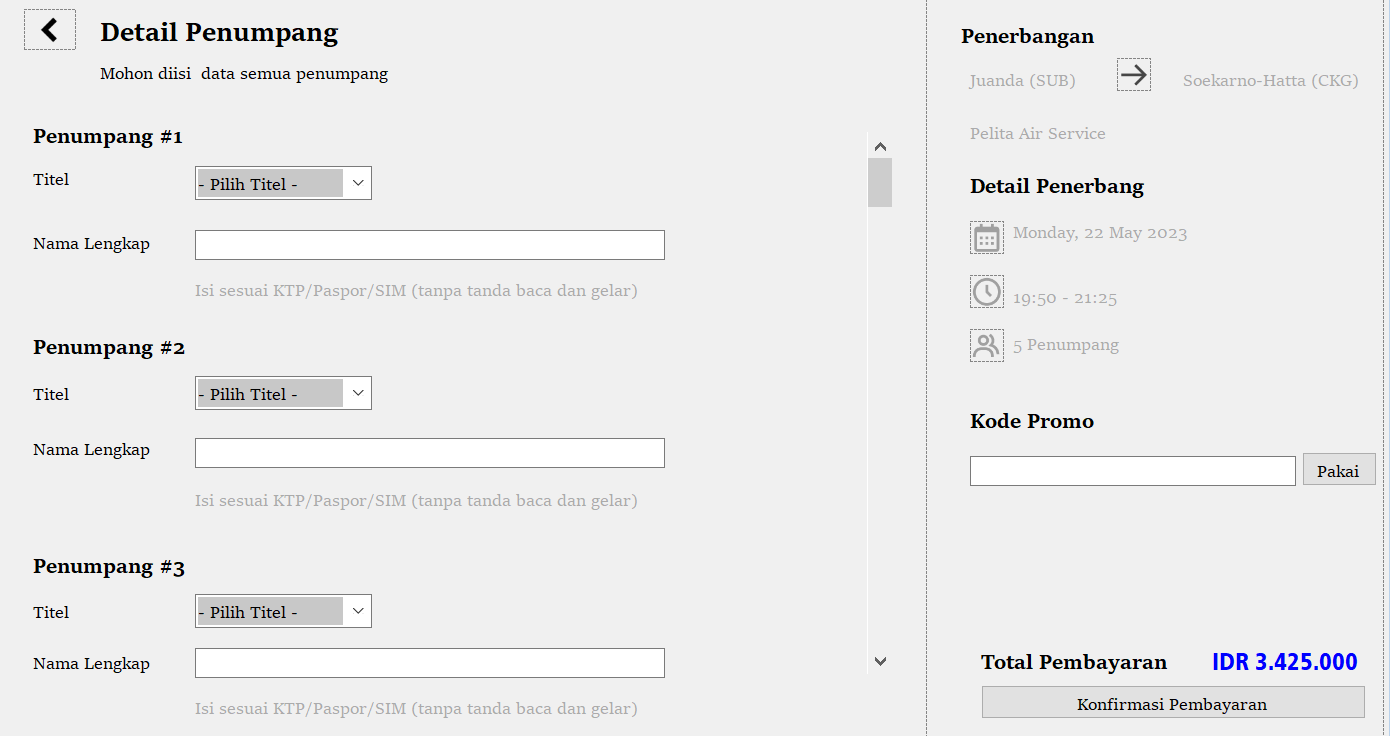 Detail Penumpang
Mohon diisi  data semua penumpang
Penumpang #1
Titel
- Pilih Titel -
Nama Lengkap
Isi sesuai KTP/Paspor/SIM (tanpa tanda baca dan gelar)
Penumpang #2
Titel
- Pilih Titel -
Nama Lengkap
Isi sesuai KTP/Paspor/SIM (tanpa tanda baca dan gelar)
Penumpang #3
Titel
- Pilih Titel -
Nama Lengkap
Isi sesuai KTP/Paspor/SIM (tanpa tanda baca dan gelar)
Penerbangan
Juanda (SUB)
Soekarno-Hatta (CKG)
Pelita Air Service
Detail Penerbang
Monday, 22 May 2023
19:50 - 21:25
5 Penumpang
Kode Promo
Pakai
Total Pembayaran
IDR 3.425.000
Konfirmasi Pembayaran